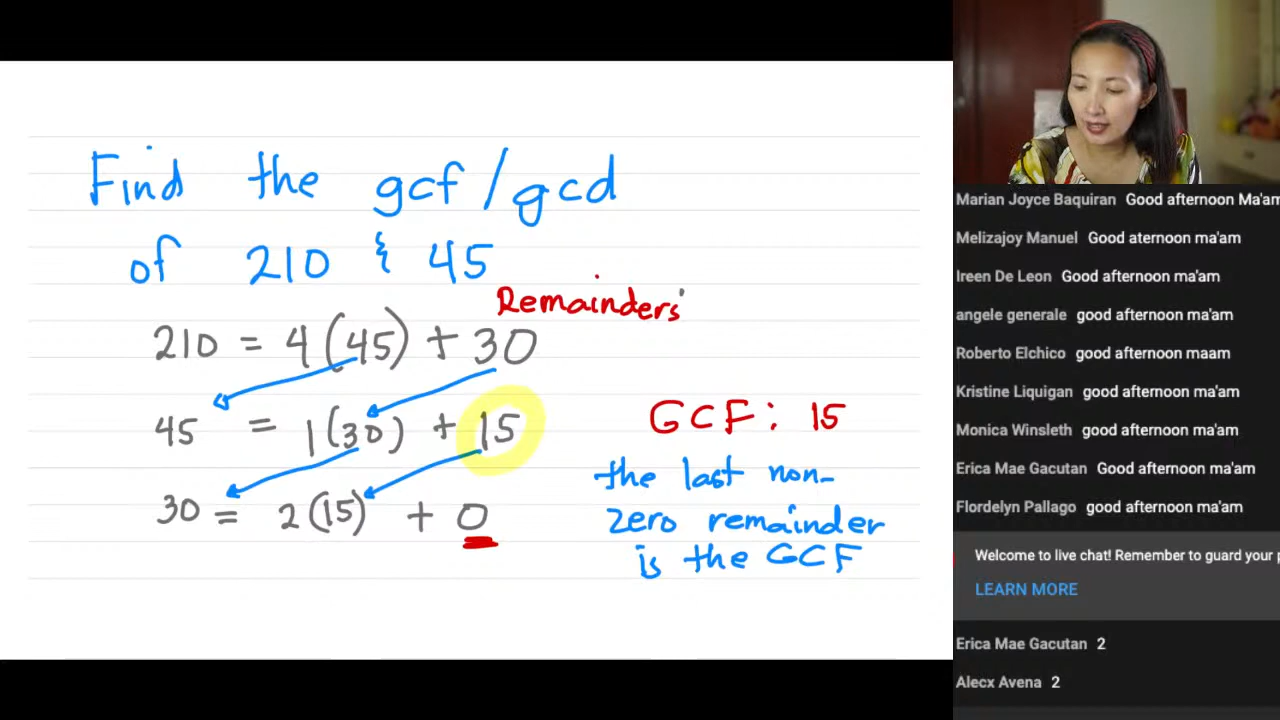 Find the gcf/gcd
of 210 & 45
Remainders
210 = 4(45) + 30
45 = 1(30) + 15
30 = 2(15) + 0
GCF: 15
the last non-
zero remainder
is the GCF
Marian Joyce Baquiran Good afternoon Ma'am
Melizajoy Manuel Good aternoon ma'am
Ireen De Leon Good afternoon ma'am
angele generale good afternoon ma'am
Roberto Elchico good afternoon maam
Kristine Liquigan good afternoon ma'am
Monica Winsleth good afternoon ma'am
Erica Mae Gacutan Good afternoon ma'am
Flordelyn Pallago good afternoon ma'am
Welcome to live chat! Remember to guard your
LEARN MORE
Erica Mae Gacutan 2
Alecx Avena 2